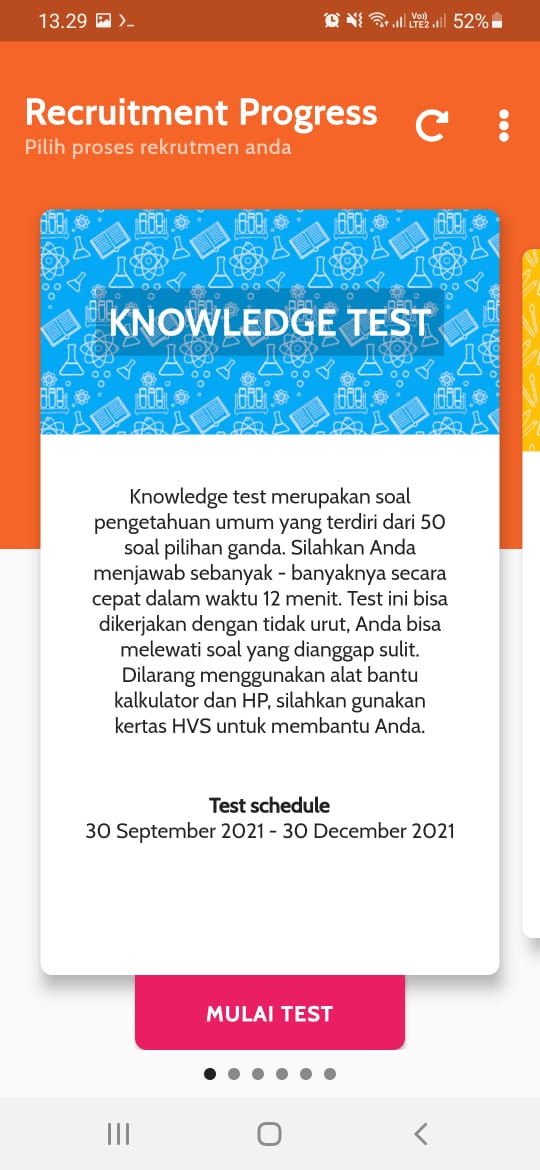 13.29
Vo))
LTE2
52%
Recruitment Progress
Pilih proses rekrutmen anda
KNOWLEDGE TEST
Knowledge test merupakan soal
pengetahuan umum yang terdiri dari 50
soal pilihan ganda. Silahkan Anda
menjawab sebanyak - banyaknya secara
cepat dalam waktu 12 menit. Test ini bisa
dikerjakan dengan tidak urut, Anda bisa
melewati soal yang dianggap sulit.
Dilarang menggunakan alat bantu
kalkulator dan HP, silahkan gunakan
kertas HVS untuk membantu Anda.
Test schedule
30 September 2021 - 30 December 2021
MULAI TEST